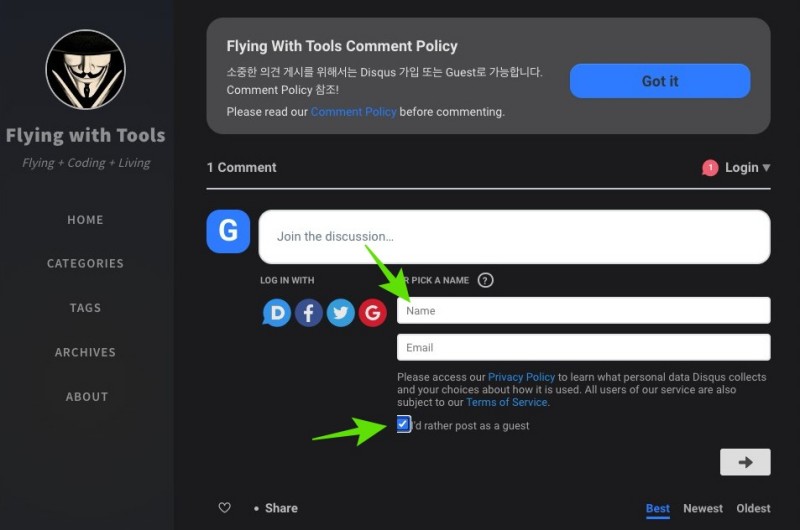 Flying with Tools
Flying + Coding + Living
HOME
CATEGORIES
TAGS
ARCHIVES
ABOUT
Flying With Tools Comment Policy
소중한 의견 게시를 위해서는 Disqus 가입 또는 Guest로 가능합니다.
Comment Policy 참조!
Please read our Comment Policy before commenting.
Got it
1 Comment
1
Login
G
Join the discussion...
LOG IN WITH
R PICK A NAME ?
D f G
Name
Email
Please access our Privacy Policy to learn what personal data Disqus collects
and your choices about how it is used. All users of our service are also
subject to our Terms of Service.
I'd rather post as a guest
Share
Best Newest Oldest